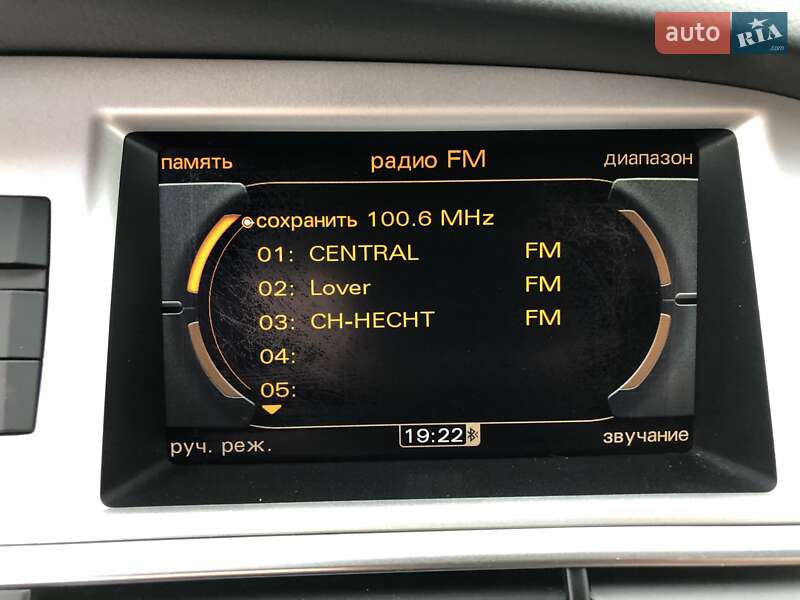 auto RIA .com
память радио FM диапазон
сохранить 100.6 MHz
01: CENTRAL FM
02: Lover FM
03: CH-HECHT FM
04:
05:
руч. реж. 19:22 звучание